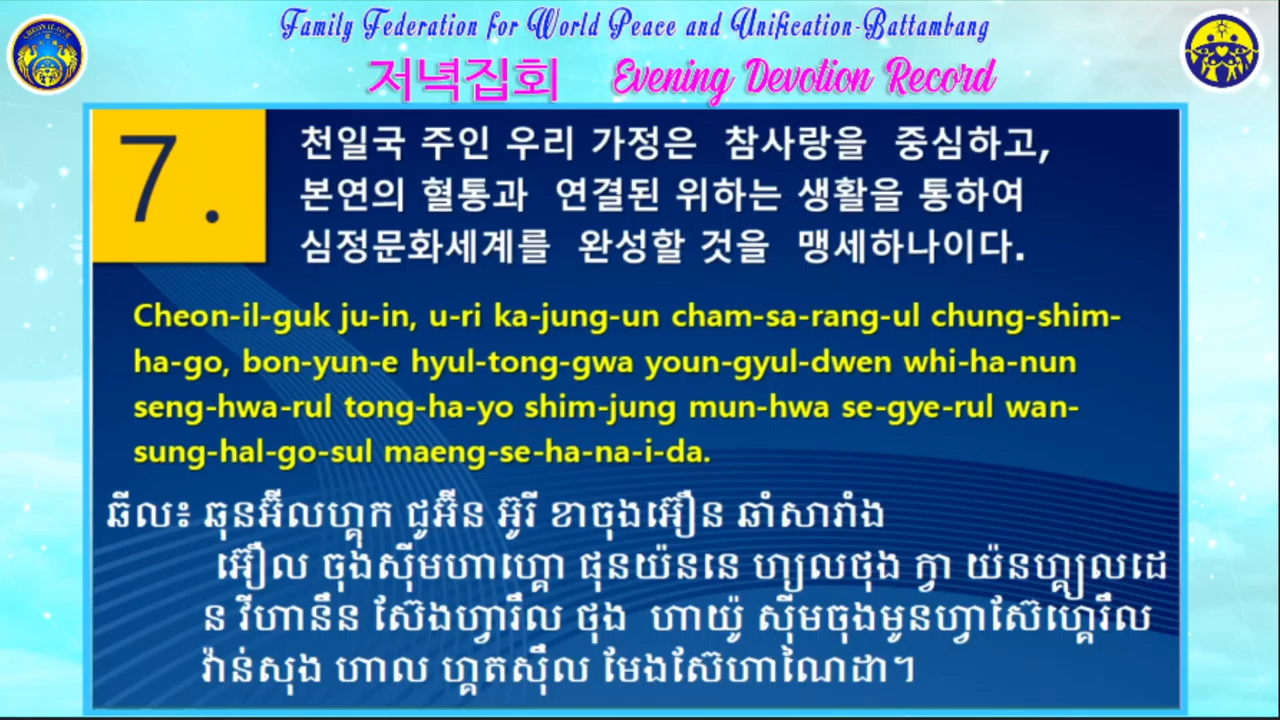 Family Federation for World Peace and Unification-Battambang
저녁집회 Evening Devotion Record
7.
천일국 주인 우리 가정은 참사랑을 중심하고,
본연의 혈통과 연결된 위하는 생활을 통하여
심정문화세계를 완성할 것을 맹세하나이다.
Cheon-il-guk ju-in, u-ri ka-jung-un cham-sa-rang-ul chung-shim-
ha-go, bon-yun-e hyul-tong-gwa youn-gyul-dwen whi-ha-nun
seng-hwa-rul tong-ha-yo shim-jung mun-hwa se-gye-rul wan-
sung-hal-go-sul maeng-se-ha-na-i-da.
ឆីល៖ ឆុនអ៊ីលហ្គុក ជូអ៊ីន អ៊ូរី ខាចុងអ៊ឿន ឆាំសារ៉ាំង
អ៊ឿល ចុងស៊ីមហាហ្គោ ផុនយ៉ននេ ហ្យលថុង ក្វា យ៉នហ្គ្យលដេ
ន វីហានឹន ស៊ែងហ្វារឹល ថុង ហាយ៉ូ ស៊ីមចុងមូនហ្វាស៊ែហ្គេរឹល
វ៉ាន់សុង ហាល ហ្គតស៊ឹល មែងស៊ែហាណៃដា។